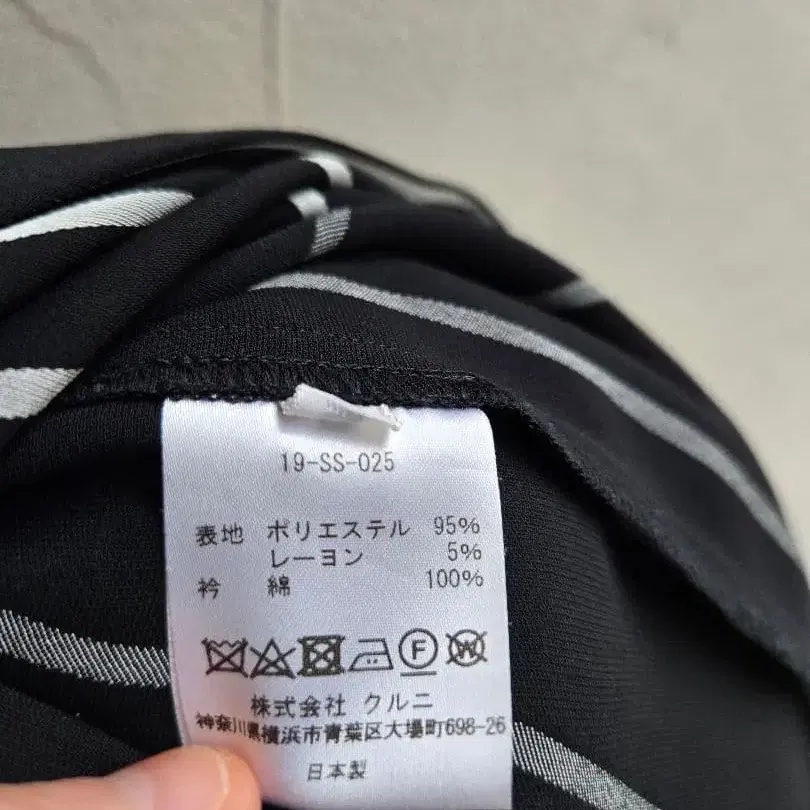 19-SS-025
表地 ポリエステル 95%
レーヨン 5%
衿 綿 100%
F W
株式会社 クルニ
神奈川県横浜市青葉区大場町698-26
日本製